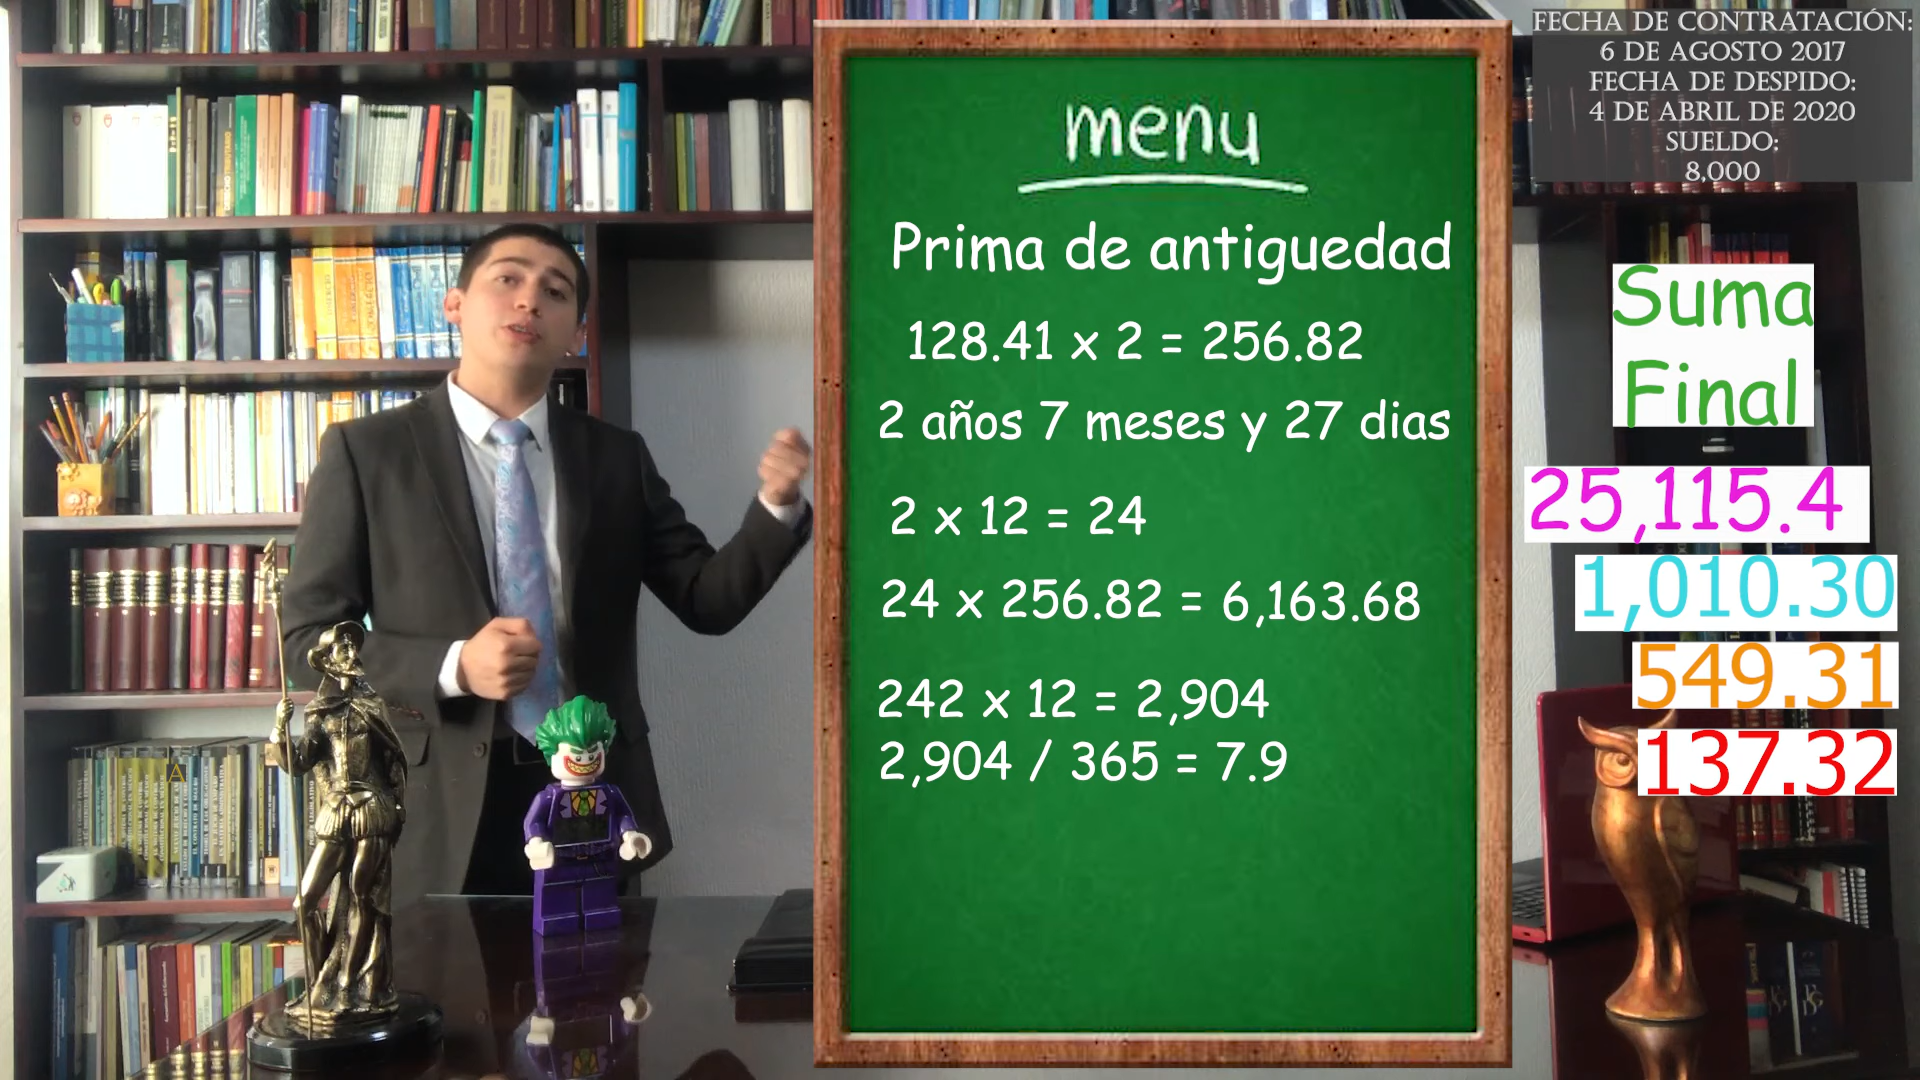 menu
Prima de antiguedad
128.41 x 2 = 256.82
2 años 7 meses y 27 dias
2 x 12 = 24
24 x 256.82 = 6,163.68
242 x 12 = 2,904
2,904 / 365 = 7.9
FECHA DE CONTRATACIÓN:
6 DE AGOSTO 2017
FECHA DE DESPIDO:
4 DE ABRIL DE 2020
SUELDO:
8,000
Suma
Final
25,115.4
1,010.30
549.31
137.32